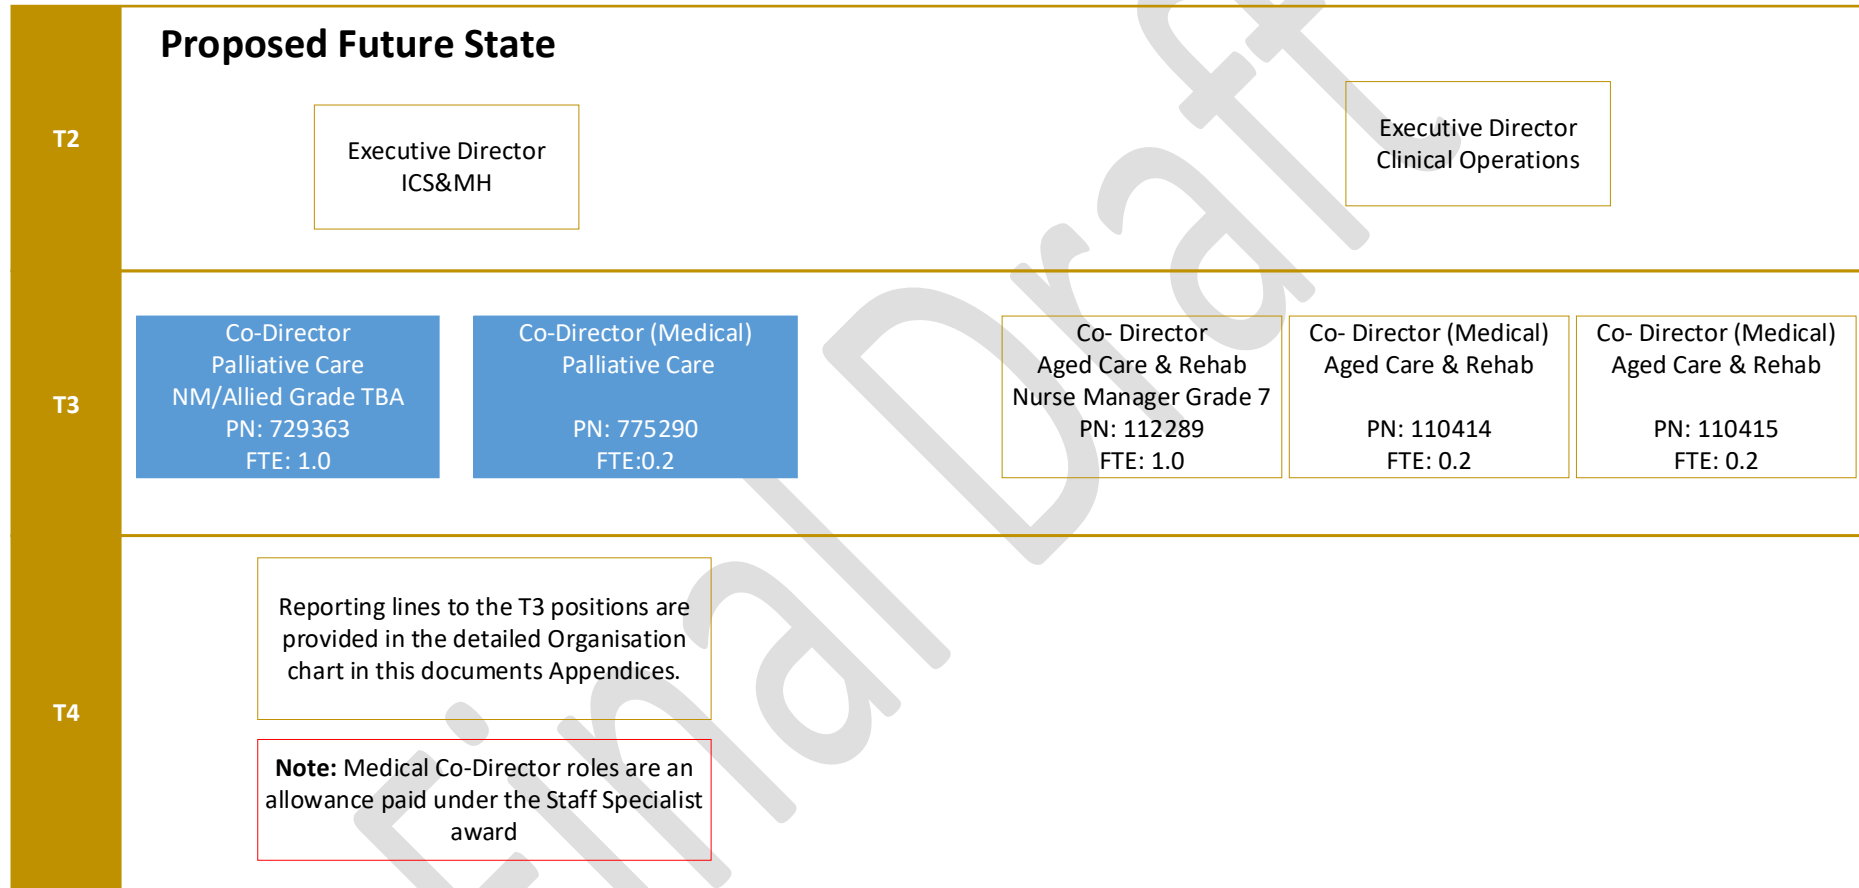 Proposed Future State
T2
Executive Director
ICS&MH
Executive Director
Clinical Operations
T3
Co-Director
Palliative Care
NM/Allied Grade TBA
PN: 729363
FTE: 1.0
Co-Director (Medical)
Palliative Care
PN: 775290
FTE:0.2
Co- Director
Aged Care & Rehab
Nurse Manager Grade 7
PN: 112289
FTE: 1.0
Co- Director (Medical)
Aged Care & Rehab
PN: 110414
FTE: 0.2
Co- Director (Medical)
Aged Care & Rehab
PN: 110415
FTE: 0.2
T4
Reporting lines to the T3 positions are
provided in the detailed Organisation
chart in this documents Appendices.
Note: Medical Co-Director roles are an
allowance paid under the Staff Specialist
award
Final Draft